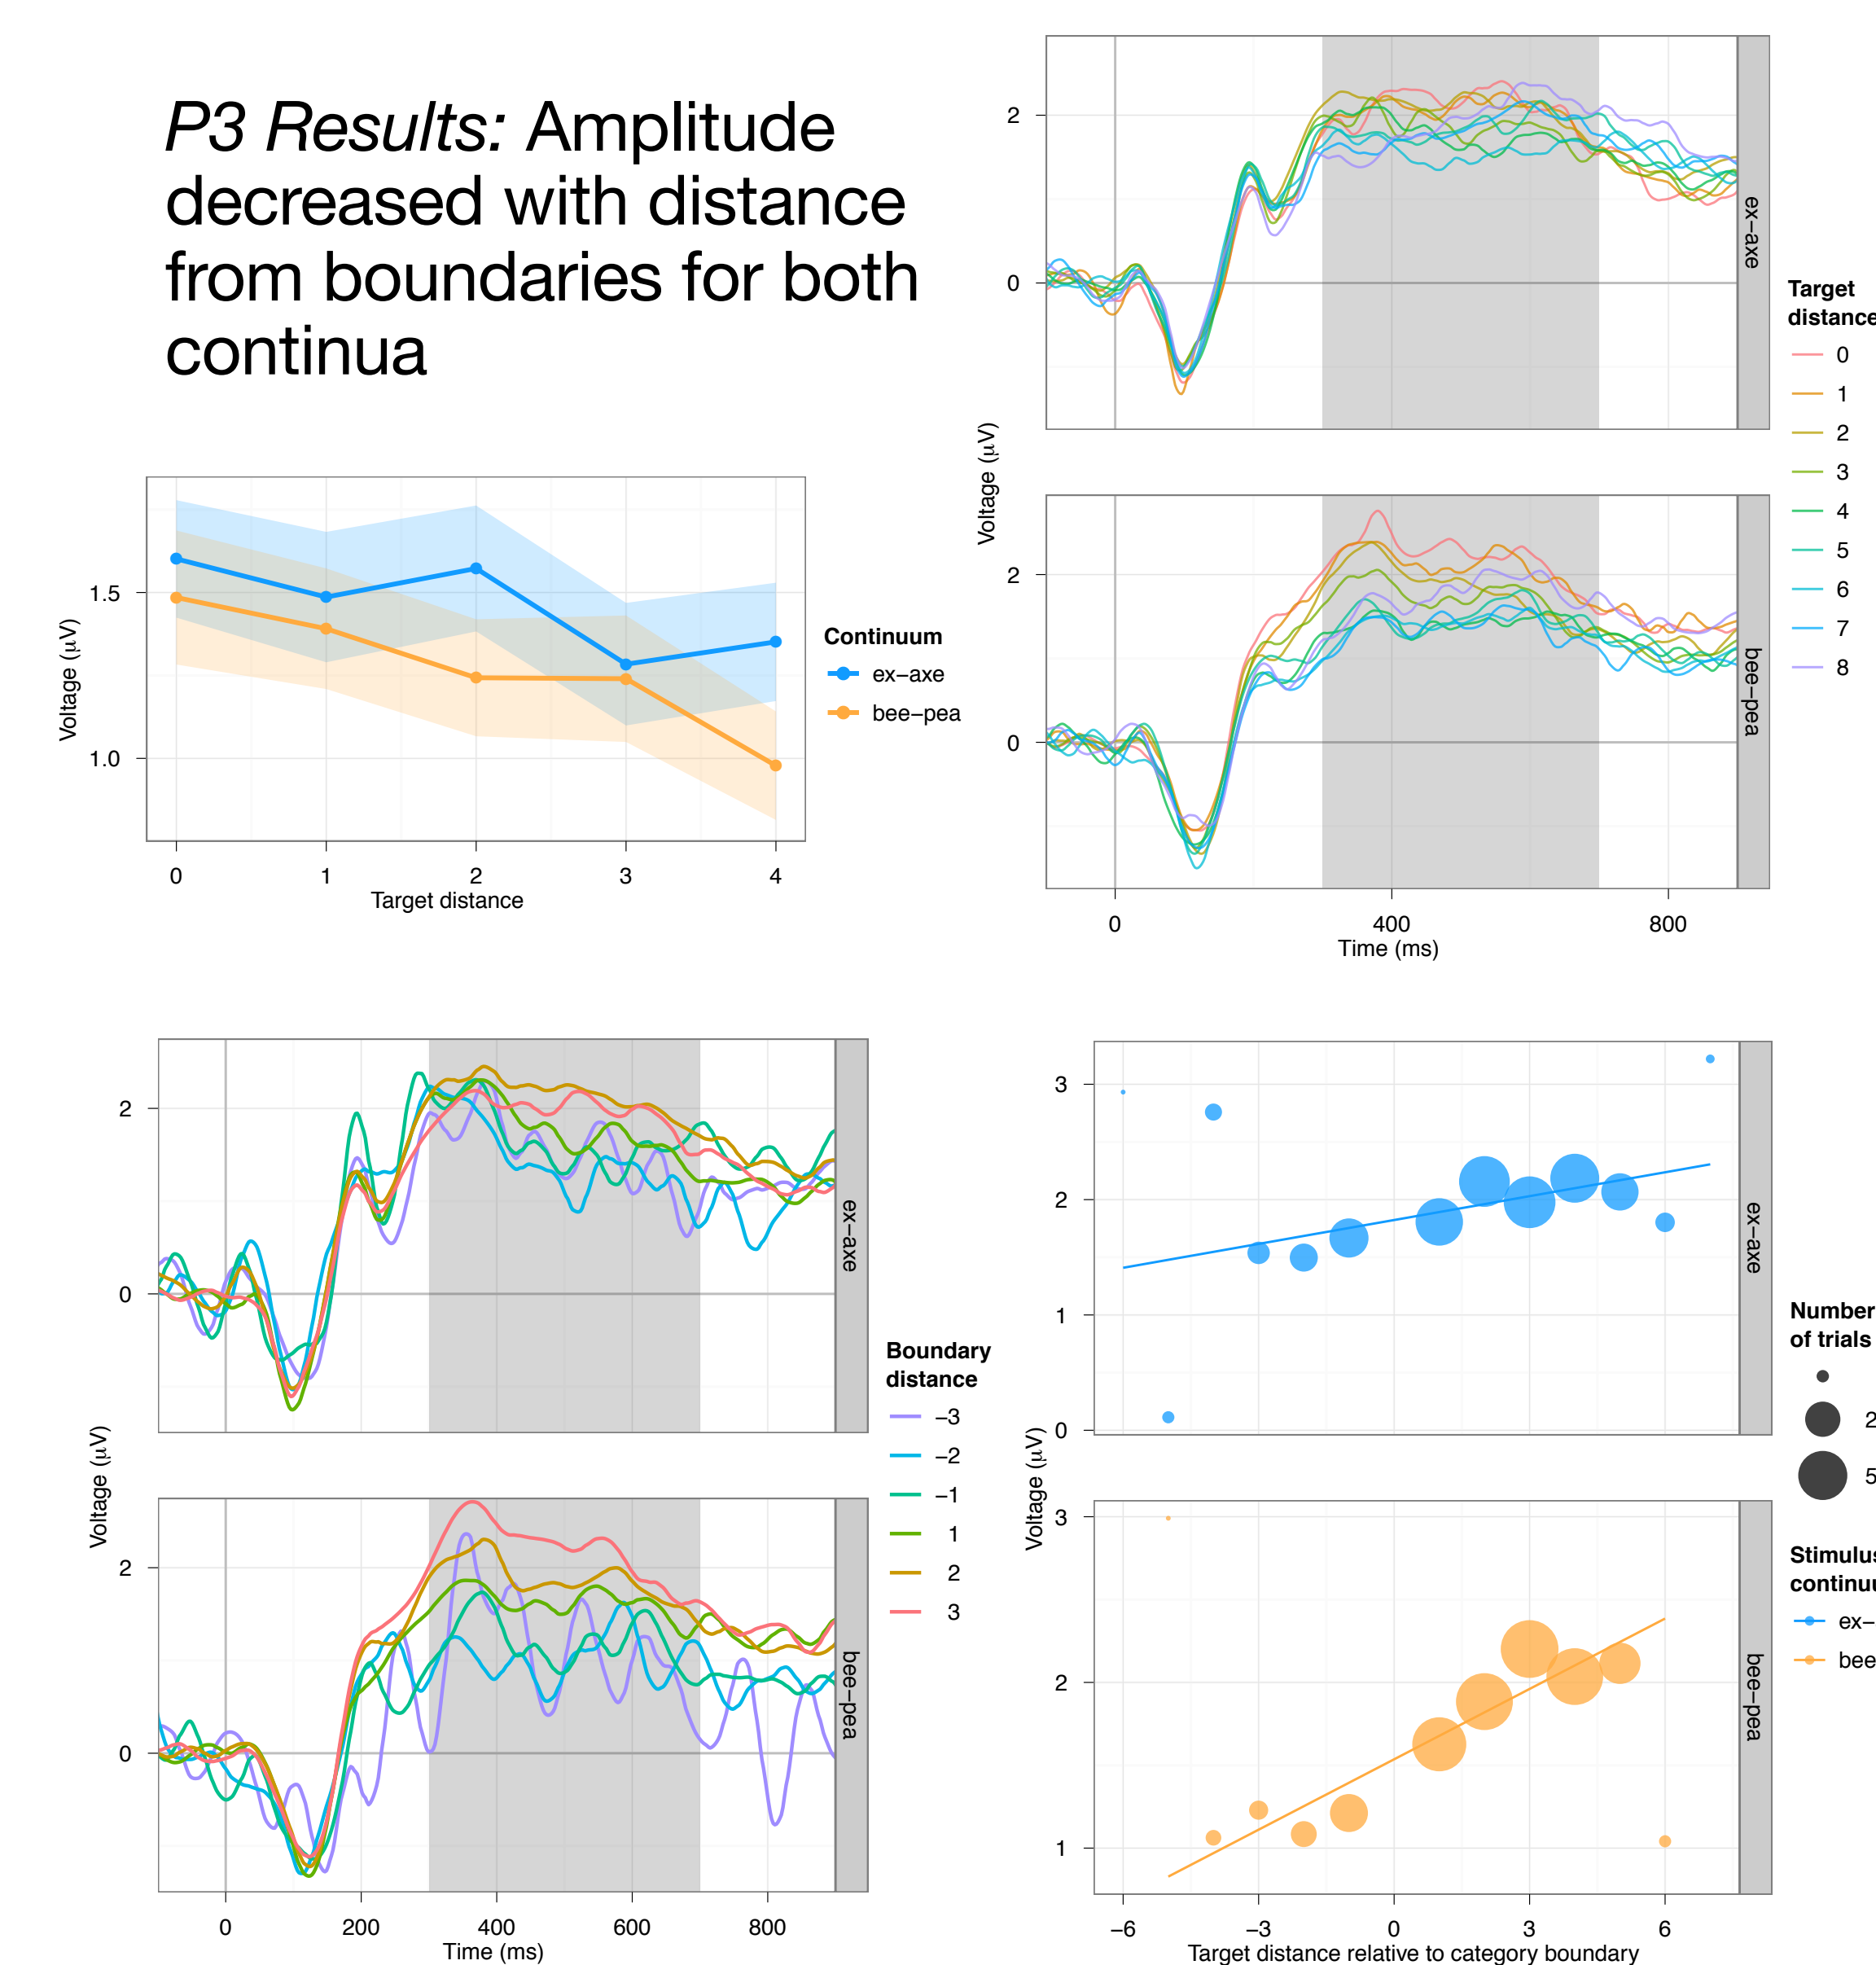 P3 Results: Amplitude
decreased with distance
from boundaries for both
continua
Voltage (μV)
1.5
1.0
0 1 2 3 4
Target distance
Continuum
ex−axe
bee−pea
Voltage (μV)
2
0
ex−axe
2
0
bee−pea
0 400 800
Time (ms)
Target
distance
0
1
2
3
4
5
6
7
8
Voltage (μV)
2
0
ex−axe
2
0
bee−pea
0 200 400 600 800
Time (ms)
Boundary
distance
−3
−2
−1
1
2
3
Voltage (μV)
3
2
1
0
ex−axe
3
2
1
bee−pea
−6 −3 0 3 6
Target distance relative to category boundary
Number
of trials
2
5
Stimulus
continu
ex−
bee